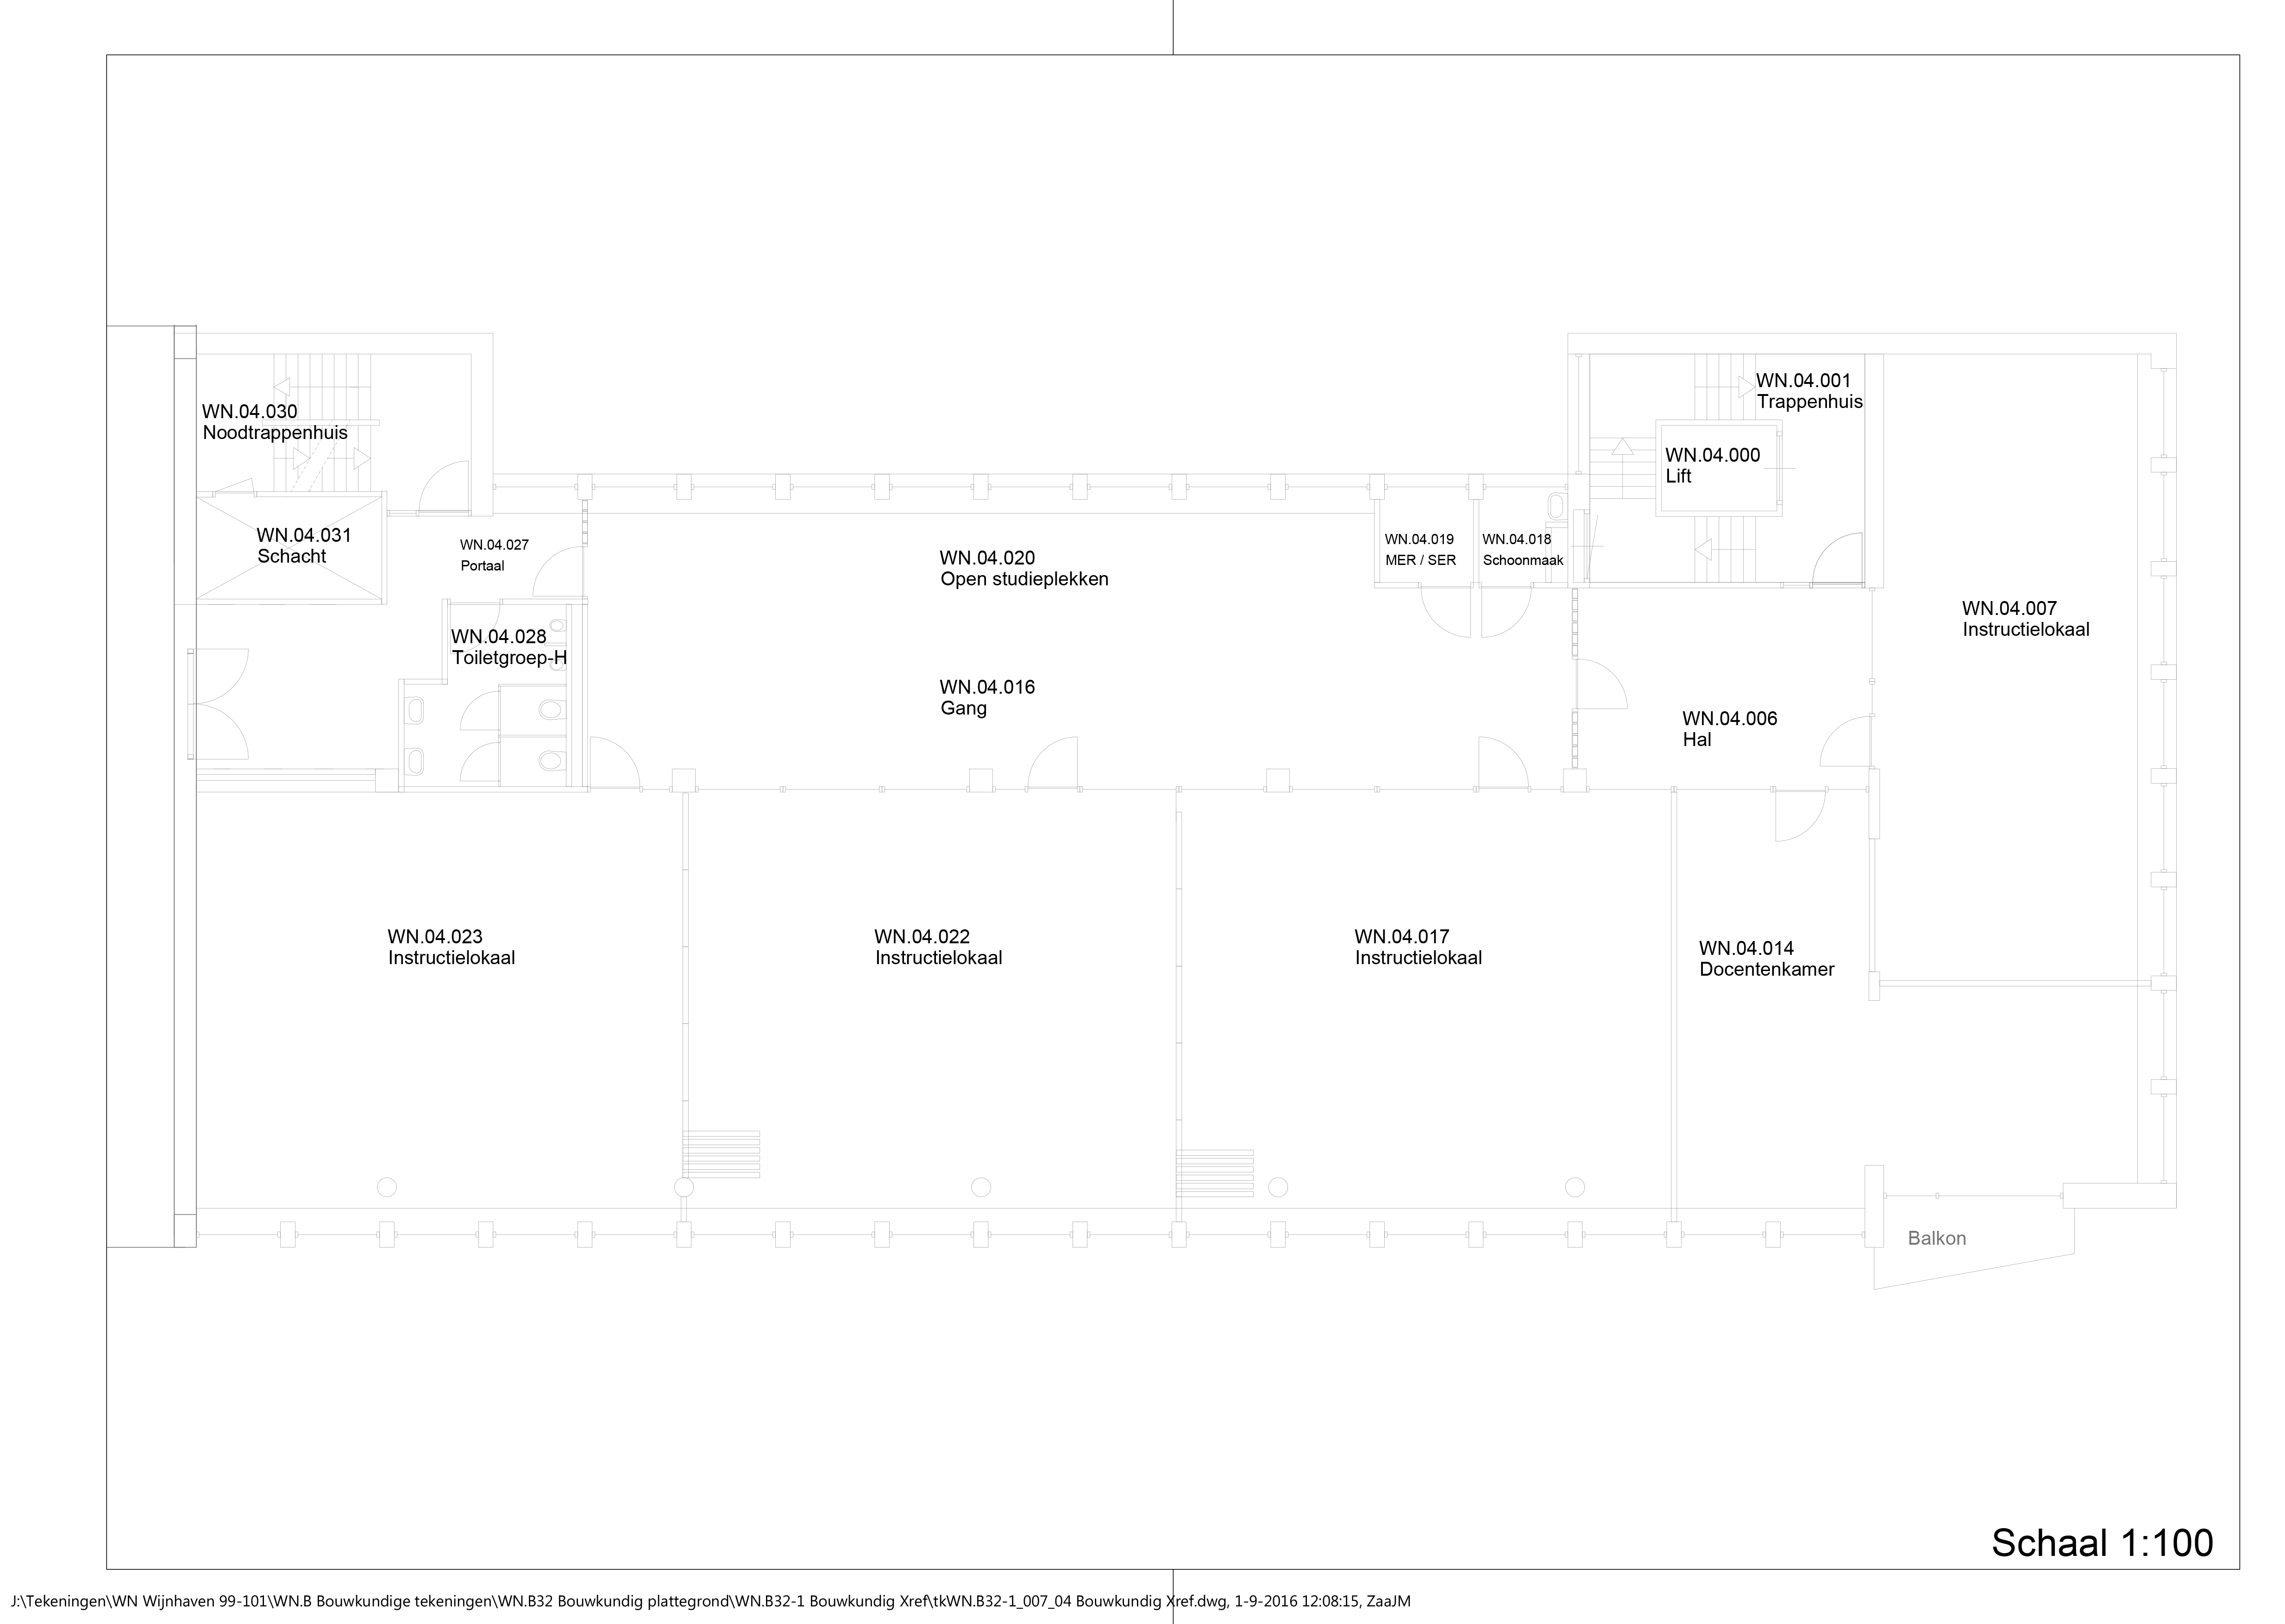 WN.04.001
Trappenhuis
WN.04.030
Noodtrappenhuis
WN.04.000
Lift
WN.04.031
Schacht
WN.04.027
Portaal
WN.04.020
Open studieplekken
WN.04.019
MER / SER
WN.04.018
Schoonmaak
WN.04.007
Instructielokaal
WN.04.028
Toiletgroep-H
WN.04.016
Gang
WN.04.006
Hal
WN.04.023
Instructielokaal
WN.04.022
Instructielokaal
WN.04.017
Instructielokaal
WN.04.014
Docentenkamer
Balkon
Schaal 1:100
J:\Tekeningen\WN Wijnhaven 99-101\WN.B Bouwkundige tekeningen\WN.B32 Bouwkundig plattegrond\WN.B32-1 Bouwkundig Xref\tkWN.B32-1_007_04 Bouwkundig Xref.dwg, 1-9-2016 12:08:15, ZaaJM